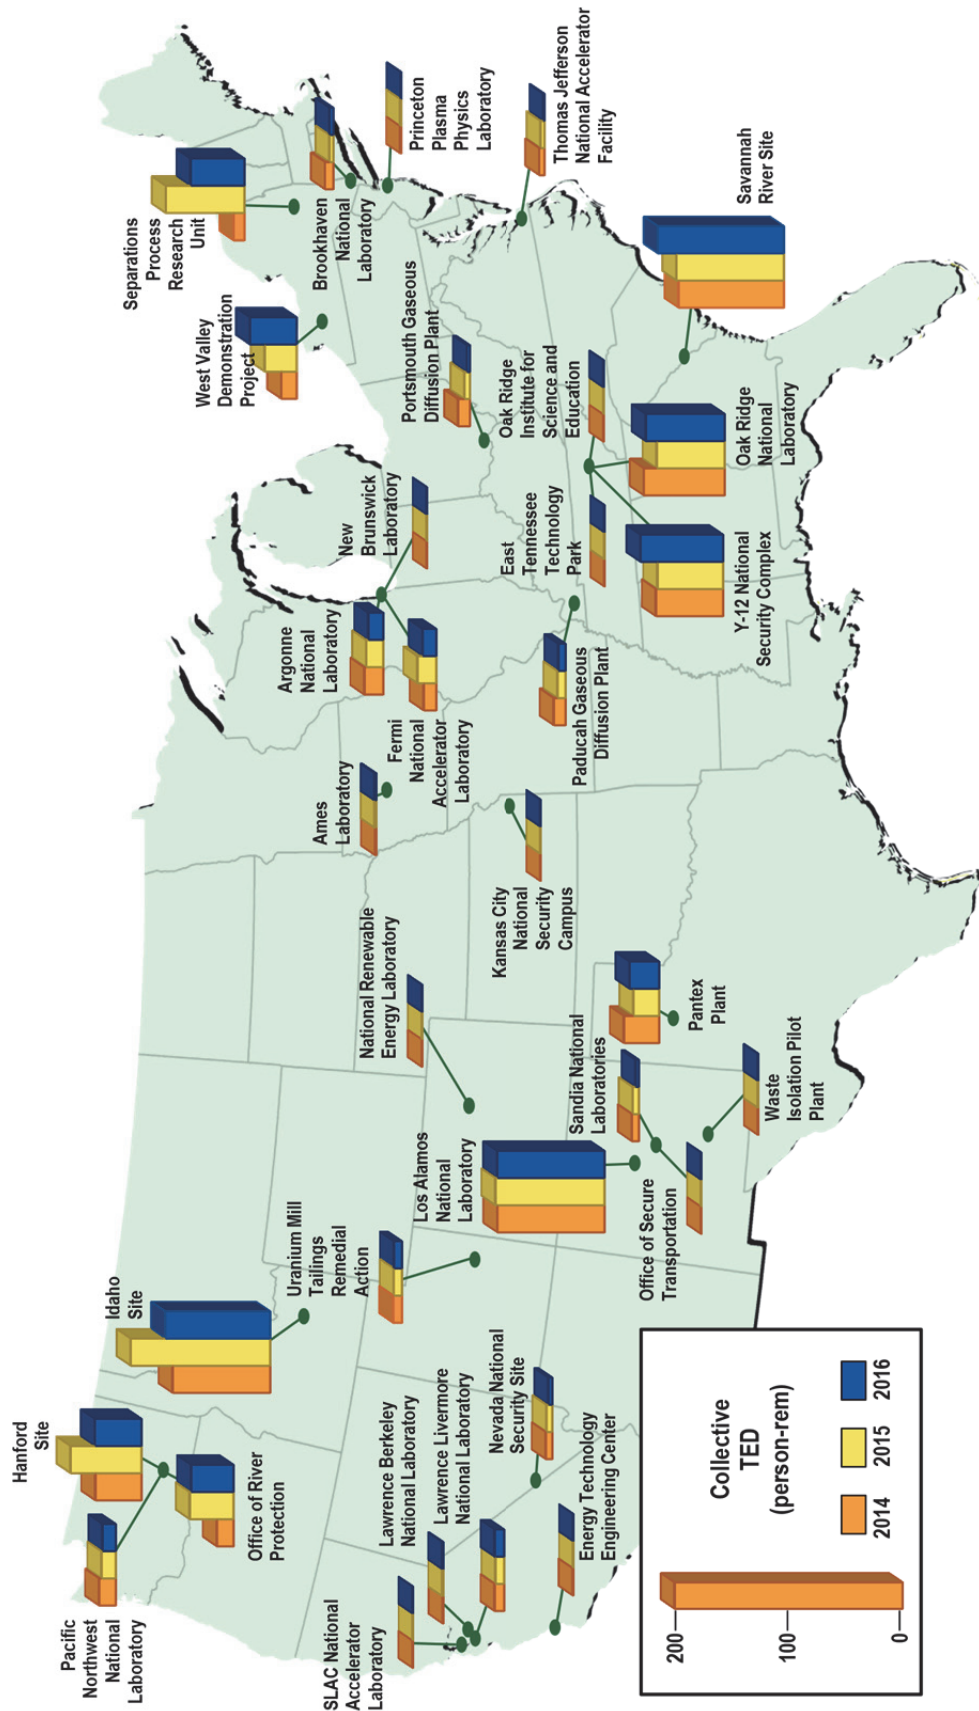 Hanford
Site
Pacific
Northwest
National
Laboratory
Office of River
Protection
Idaho
Site
Uranium Mill
Tailings
Remedial
Action
SLAC National
Accelerator
Laboratory
Lawrence Berkeley
National Laboratory
Lawrence Livermore
National Laboratory
Nevada National
Security Site
Energy Technology
Engineering Center
Los Alamos
National
Laboratory
Office of Secure
Transportation
Sandia National
Laboratories
Waste
Isolation Pilot
Plant
Pantex
Plant
National Renewable
Energy Laboratory
Kansas City
National
Security
Campus
Ames
Laboratory
Argonne
National
Laboratory
Fermi
National
Accelerator
Laboratory
New
Brunswick
Laboratory
Paducah Gaseous
Diffusion Plant
East
Tennessee
Technology
Park
Y-12 National
Security Complex
Oak Ridge
National
Laboratory
Oak Ridge
Institute for
Science and
Education
Portsmouth Gaseous
Diffusion Plant
West Valley
Demonstration
Project
Separations
Process
Research
Unit
Brookhaven
National
Laboratory
Princeton
Plasma
Physics
Laboratory
Thomas Jefferson
National Accelerator
Facility
Savannah
River Site
Collective
TED
(person-rem)
200
100
0
2014
2015
2016